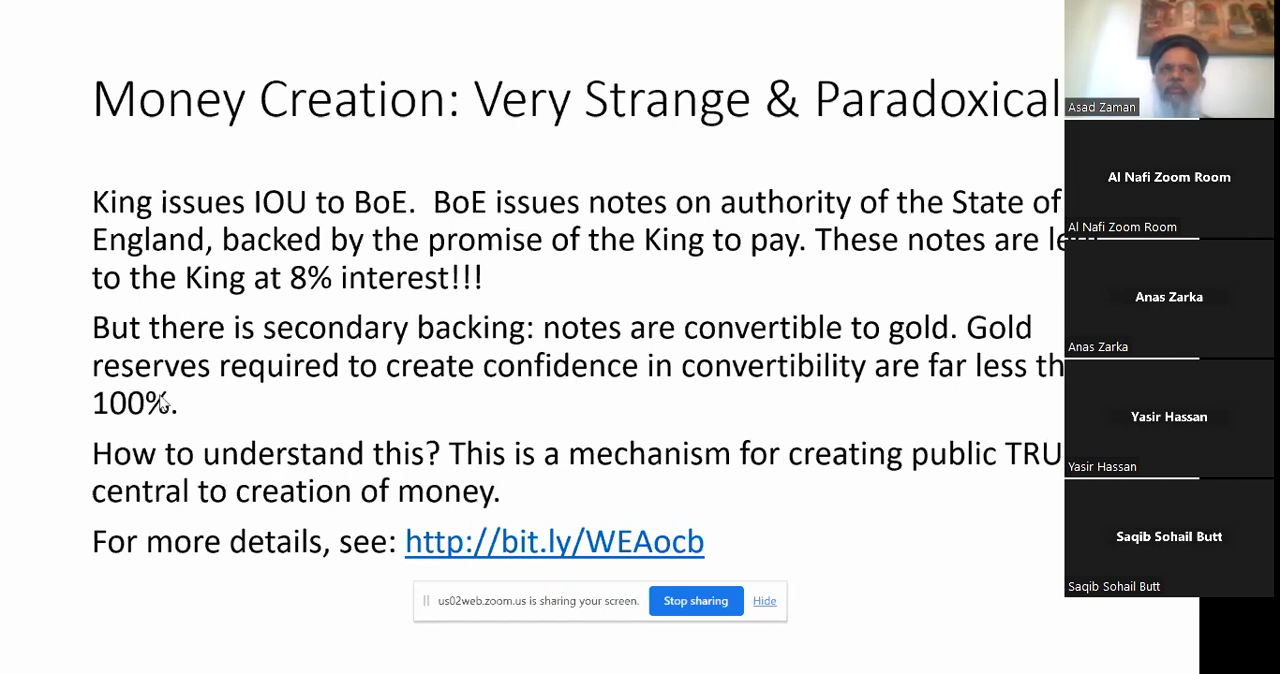 Money Creation: Very Strange & Paradoxical
King issues IOU to BoE. BoE issues notes on authority of the State of
England, backed by the promise of the King to pay. These notes are
to the King at 8% interest!!!
But there is secondary backing: notes are convertible to gold. Gold
reserves required to create confidence in convertibility are far less
100%.
How to understand this? This is a mechanism for creating public
central to creation of money.
For more details, see: http://bit.ly/WEAocb
us02web.zoom.us is sharing your screen. Stop sharing Hide
Asad Zaman
Al Nafi Zoom Room
Al Nafi Zoom Room
Anas Zarka
Anas Zarka
Yasir Hassan
Yasir Hassan
Saqib Sohail Butt
Saqib Sohail Butt